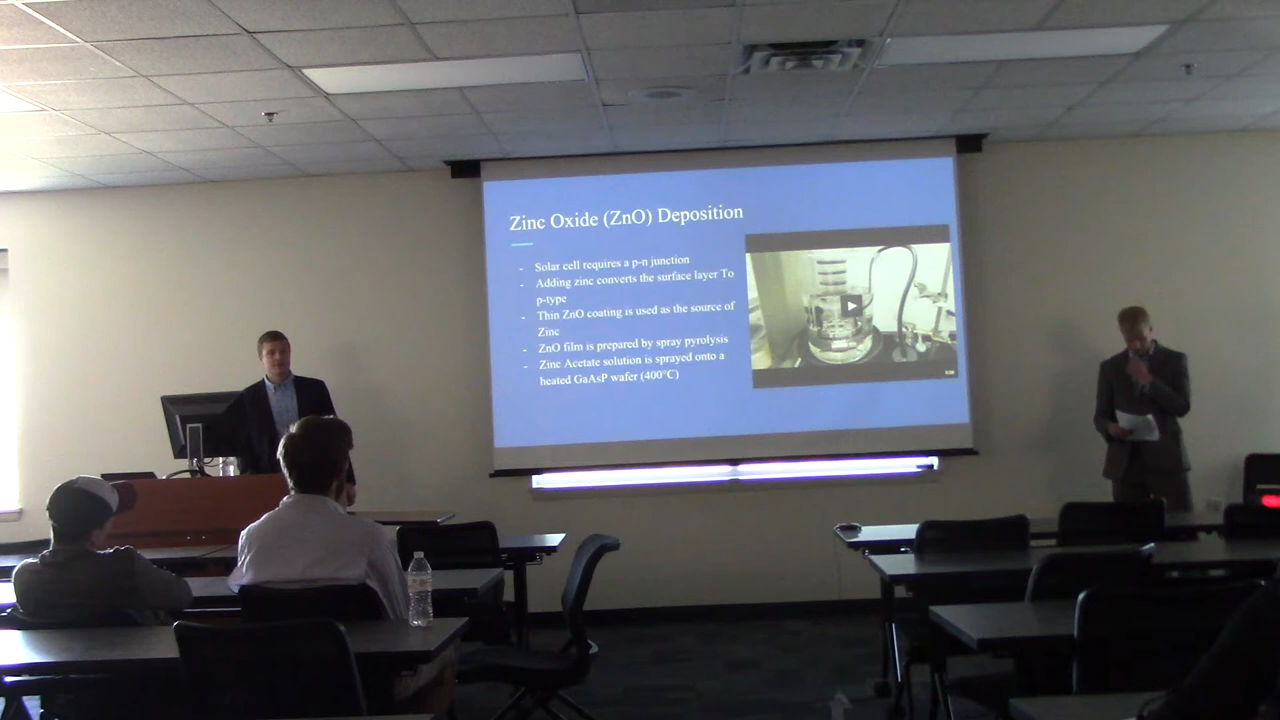 Zinc Oxide (ZnO) Deposition
- Solar cell requires a p-n junction
- Adding zinc converts the surface layer To
p-type
- Thin ZnO coating is used as the source of
Zinc
- ZnO film is prepared by spray pyrolysis
- Zinc Acetate solution is sprayed onto a
heated GaAsP wafer (400°C)